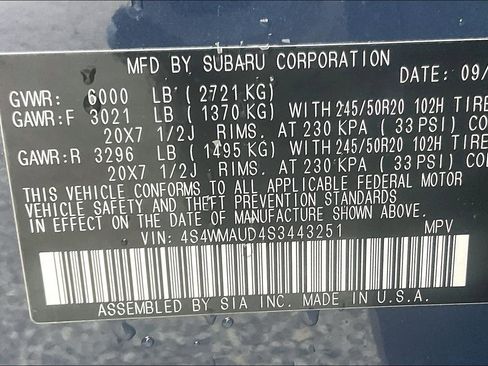 MFD BY SUBARU CORPORATION DATE: 09/
GVWR: 6000 LB (2721 KG)
GAWR:F 3021 LB (1370 KG) WITH 245/50R20 102H TIRE
20X7 1/2J RIMS. AT 230 KPA (33 PSI) CO
GAWR:R 3296 LB (1495 KG) WITH 245/50R20 102H TIRE
20X7 1/2J RIMS. AT 230 KPA (33 PSI) CO
THIS VEHICLE CONFORMS TO ALL APPLICABLE FEDERAL MOTOR
VEHICLE SAFETY AND THEFT PREVENTION STANDARDS
IN EFFECT ON THE DATE OF MANUFACTURE SHOWN ABOVE.
VIN: 4S4WMAUD4S3443251 MPV
ASSEMBLED BY SIA INC. MADE IN U.S.A.